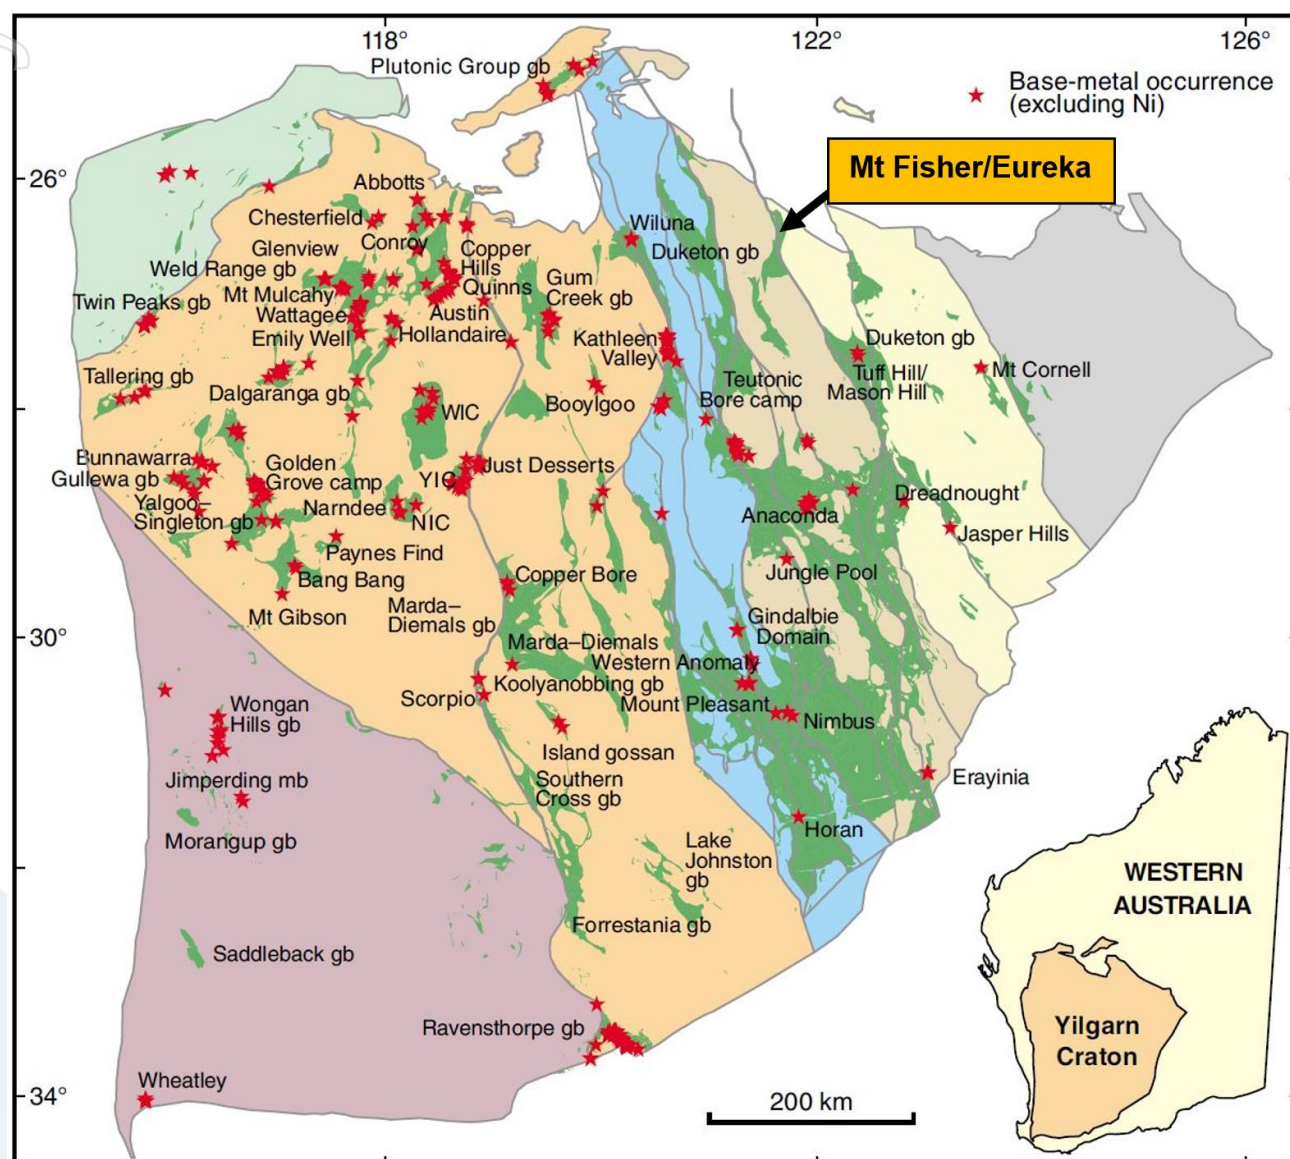 118°
122°
126°
Plutonic Group gb
Base-metal occurrence
(excluding Ni)
Mt Fisher/Eureka
26°
Abbotts
Chesterfield
Conroy
Glenview
Copper
Hills
Weld Range gb
Quinns
Wiluna
Duketon gb
Gum
Creek gb
Twin Peaks gb
Mt Mulcahy
Wattagee
Austin
Emily Well
Hollandaire
Kathleen
Valley
Duketon gb
Tuff Hill/
Mason Hill
Mt Cornell
Tallering gb
Dalgaranga gb
WIC
Booylgoo
Teutonic
Bore camp
Bunnawarra
Gullewa gb
Golden
Grove camp
YIC
Just Desserts
Yalgoo–
Singleton gb
Narndee
NIC
Anaconda
Dreadnought
Jasper Hills
Paynes Find
Bang Bang
Mt Gibson
Copper Bore
Jungle Pool
Marda–
Diemals gb
Gindalbie
Domain
30°
Marda–Diemals
Western Anomaly
Koolyanobbing gb
Scorpio
Mount Pleasant
Nimbus
Wongan
Hills gb
Island gossan
Jimperding mb
Southern
Cross gb
Erayinia
Morangup gb
Horan
Lake
Johnston
gb
Forrestania gb
Saddleback gb
WESTERN
AUSTRALIA
Ravensthorpe gb
Yilgarn
Craton
Wheatley
34°
200 km